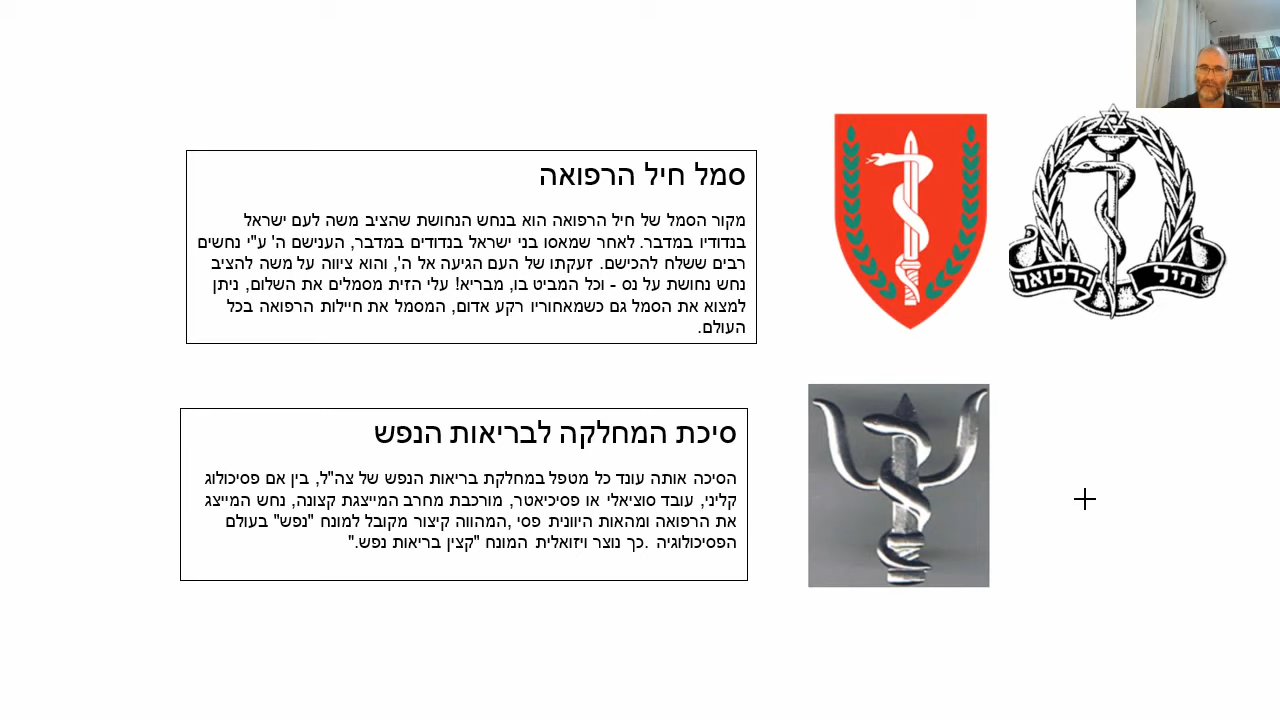 סמל חיל הרפואה
מקור הסמל של חיל הרפואה הוא בנחש הנחושת שהציב משה לעם ישראל
בנדודיו במדבר. לאחר שמאסו בני ישראל בנדודים במדבר, הענישם ה' ע"י נחשים
רבים ששלח להכישם. זעקתו של העם הגיעה אל ה', והוא ציווה על משה להציב
נחש נחושת על נס - וכל המביט בו, מבריא! עלי הזית מסמלים את השלום, ניתן
למצוא את הסמל גם כשמאחוריו רקע אדום, המסמל את חיילות הרפואה בכל
העולם.
חיל הרפואה
סיכת המחלקה לבריאות הנפש
הסיכה אותה עונד כל מטפל במחלקת בריאות הנפש של צה"ל, בין אם פסיכולוג
קליני, עובד סוציאלי או פסיכיאטר, מורכבת מחרב המייצגת קצונה, נחש המייצג
את הרפואה ומהאות היוונית פסי ,המהווה קיצור מקובל למונח "נפש" בעולם
הפסיכולוגיה .כך נוצר ויזואלית המונח "קצין בריאות נפש."